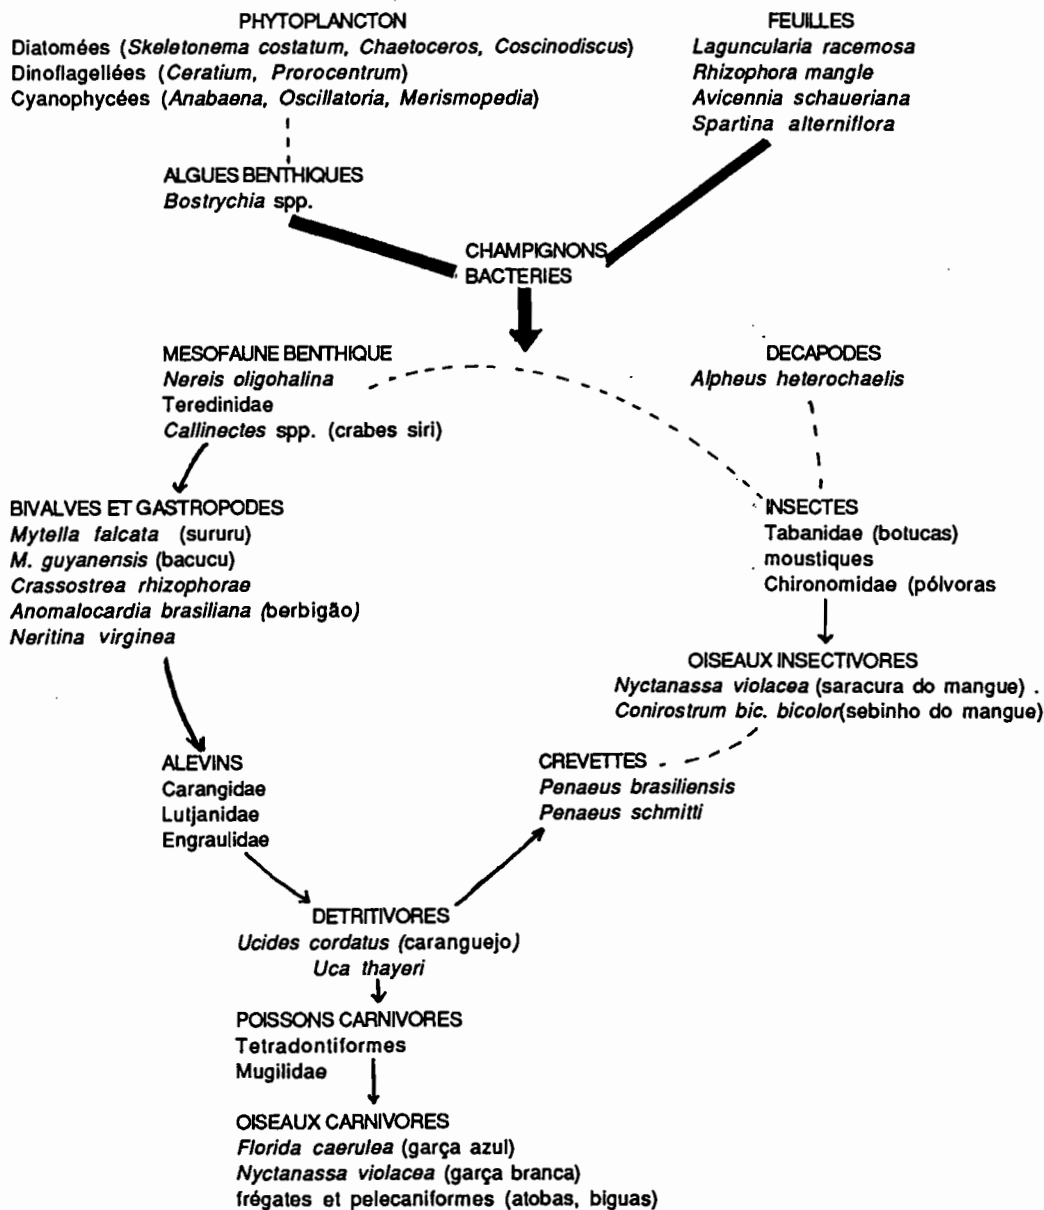 PHYTOPLANCTON
Diatomées (Skeletonema costatum, Chaetoceros, Coscinodiscus)
Dinoflagellées (Ceratium, Prorocentrum)
Cyanophycées (Anabaena, Oscillatoria, Merismopedia)
FEUILLES
Laguncularia racemosa
Rhizophora mangle
Avicennia schaueriana
Spartina alterniflora
ALGUES BENTHIQUES
Bostrychia spp.
CHAMPIGNONS
BACTERIES
MESOFAUNE BENTHIQUE
Nereis oligohalina
Teredinidae
Callinectes spp. (crabes siri)
DECAPODES
Alpheus heterochaelis
BIVALVES ET GASTROPODES
Mytella falcata (sururu)
M. guyanensis (bacucu)
Crassostrea rhizophorae
Anomalocardia brasiliana (berbigão)
Neritina virginea
INSECTES
Tabanidae (botucas)
moustiques
Chironomidae (pólvoras
OISEAUX INSECTIVORES
Nyctanassa violacea (saracura do mangue) .
Conirostrum bic. bicolor(sebinho do mangue)
ALEVINS
Carangidae
Lutjanidae
Engraulidae
CREVETTES
Penaeus brasiliensis
Penaeus schmitti
DETRITIVORES
Ucides cordatus (caranguejo)
Uca thayeri
POISSONS CARNIVORES
Tetradontiformes
Mugilidae
OISEAUX CARNIVORES
Florida caerulea (garça azul)
Nyctanassa violacea (garça branca)
frégates et pelecaniformes (atobas, biguas)